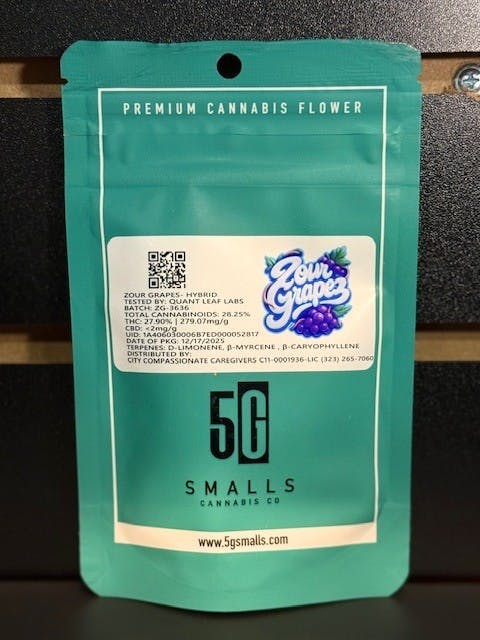 PREMIUM CANNABIS FLOWER
Zour
Grapez
ZOUR GRAPES- HYBRID
TESTED BY: QUANT LEAF LABS
BATCH: ZG-3636
TOTAL CANNABINOIDS: 28.25%
THC: 27.90% | 279.07mg/g
CBD: <2mg/g
UID: 1A406030006B7ED000052817
DATE OF PKG: 12/17/2025
TERPENES: D-LIMONENE, β-MYRCENE , β-CARYOPHYLLENE
DISTRIBUTED BY:
CITY COMPASSIONATE CAREGIVERS C11-0001936-LIC (323) 265-7060
5G
SMALLS
CANNABIS CO
www.5gsmalls.com